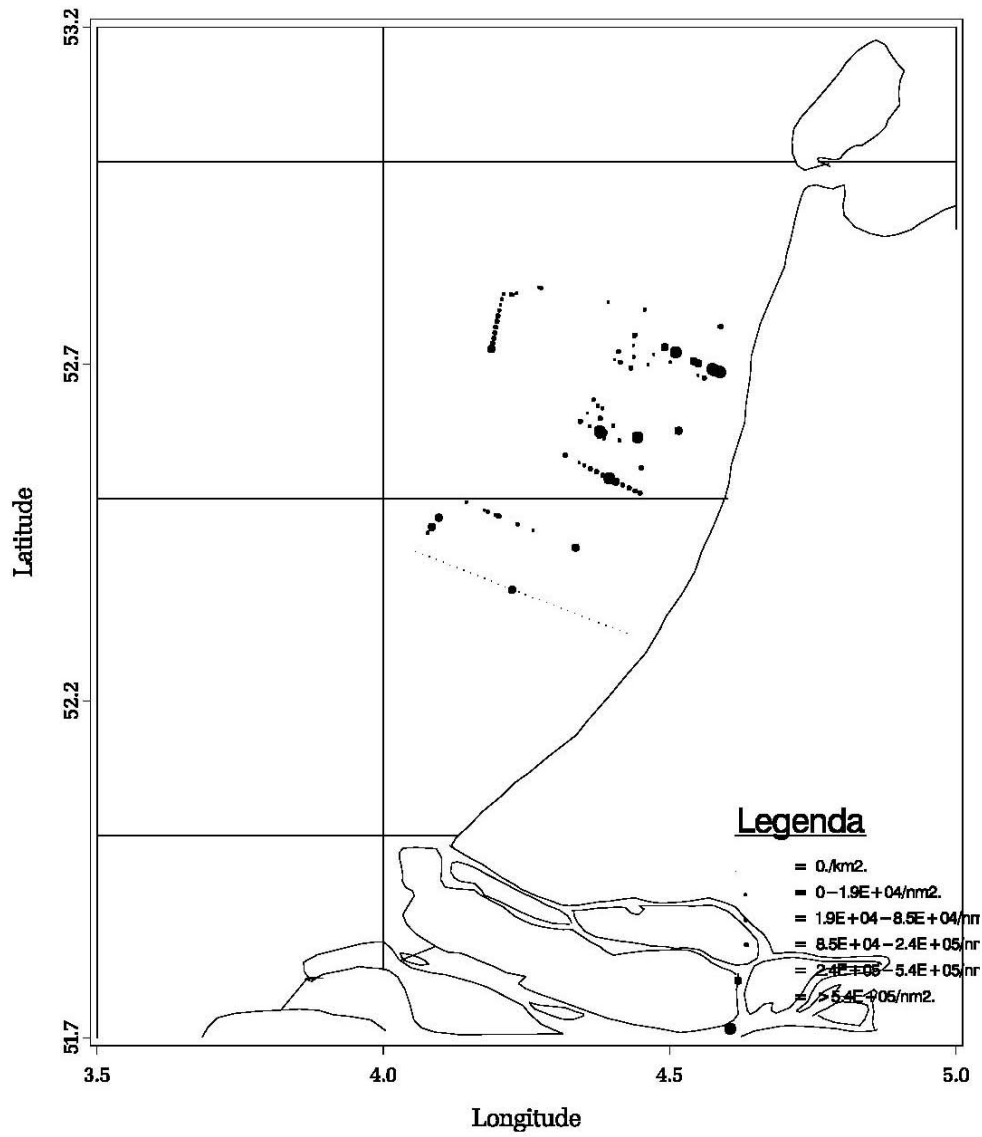 53.2
52.7
52.2
51.7
Latitude
Legenda
= 0./km2.
= 0-1.9E+04/nm2.
= 1.9E+04-8.5E+04/nm
= 8.5E+04-2.4E+05/nr
= 2.4E+05-5.4E+05/nr
= >5.4E+05/nm2.
3.5 4.0 4.5 5.0
Longitude